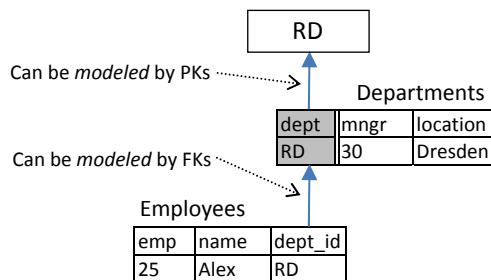 RD
Can be modeled by PKs
Departments
dept mngr location
RD 30 Dresden
Can be modeled by FKs
Employees
emp name dept_id
25 Alex RD